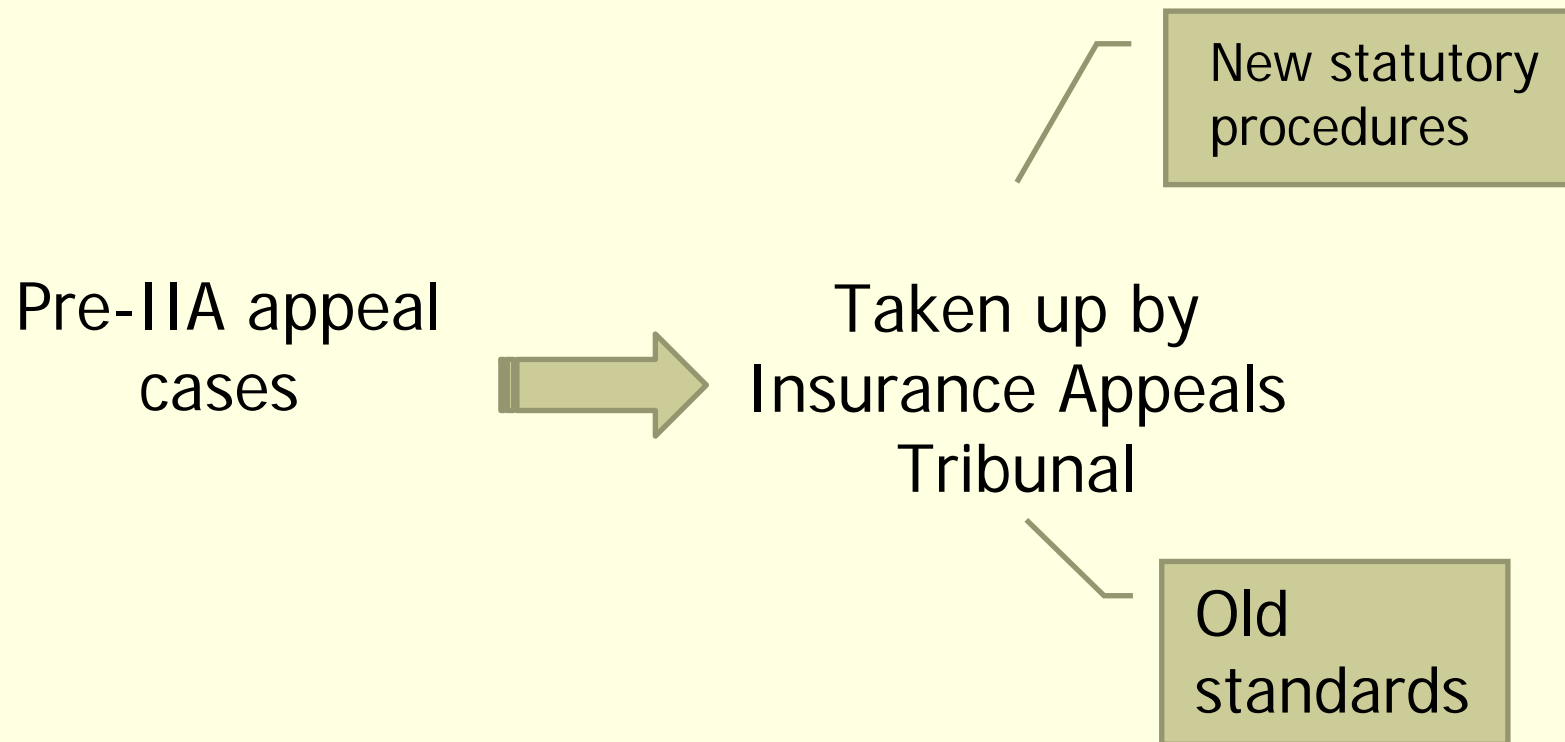 New statutory
procedures
Pre-IIA appeal
cases
Taken up by
Insurance Appeals
Tribunal
Old
standards